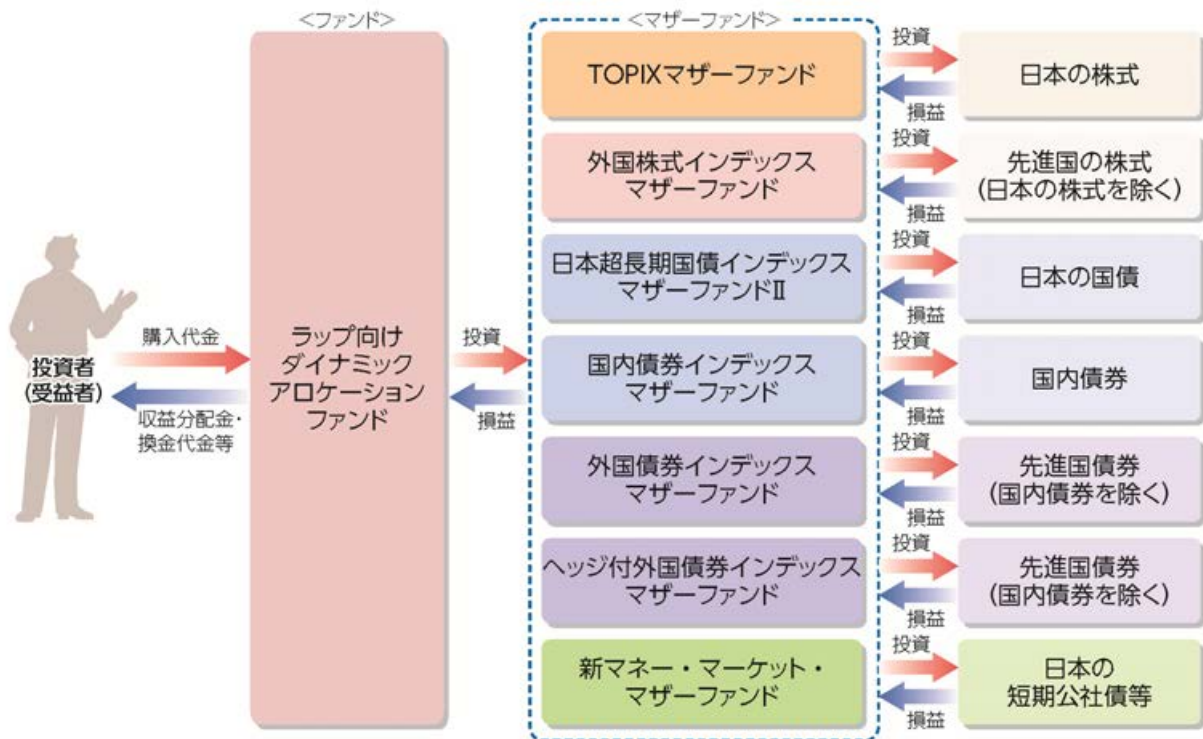 <ファンド>
<マザーファンド>
投資者
(受益者)
購入代金
収益分配金・
換金代金等
ラップ向け
ダイナミック
アロケーション
ファンド
投資
損益
TOPIXマザーファンド
投資
損益
日本の株式
外国株式インデックス
マザーファンド
投資
損益
先進国の株式
(日本の株式を除く)
日本超長期国債インデックス
マザーファンドⅡ
投資
損益
日本の国債
国内債券インデックス
マザーファンド
投資
損益
国内債券
外国債券インデックス
マザーファンド
投資
損益
先進国債券
(国内債券を除く)
ヘッジ付外国債券インデックス
マザーファンド
投資
損益
先進国債券
(国内債券を除く)
新マネー・マーケット・
マザーファンド
投資
損益
日本の
短期公社債等